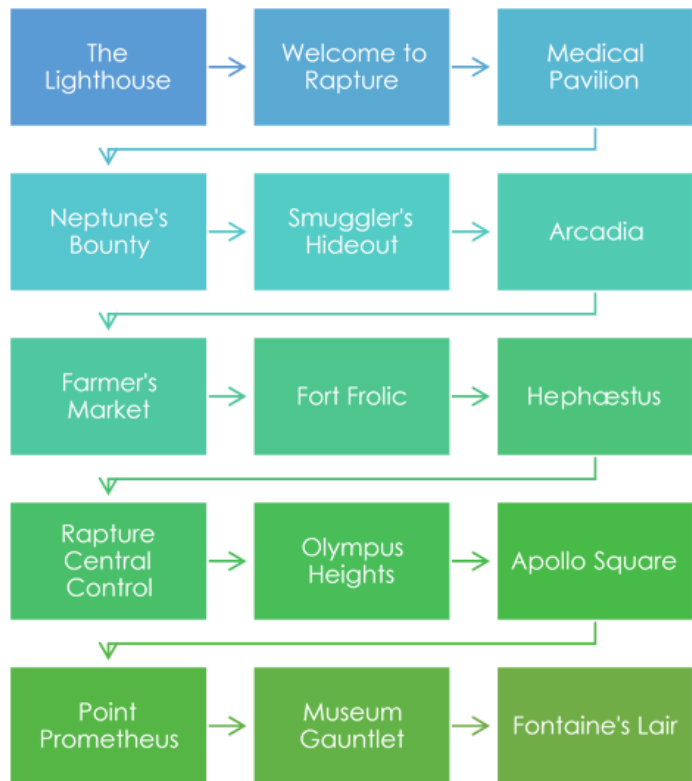 The
Lighthouse
Welcome to
Rapture
Medical
Pavilion
Neptune's
Bounty
Smuggler's
Hideout
Arcadia
Farmer's
Market
Fort Frolic
Hephæstus
Rapture
Central
Control
Olympus
Heights
Apollo Square
Point
Prometheus
Museum
Gauntlet
Fontaine's Lair